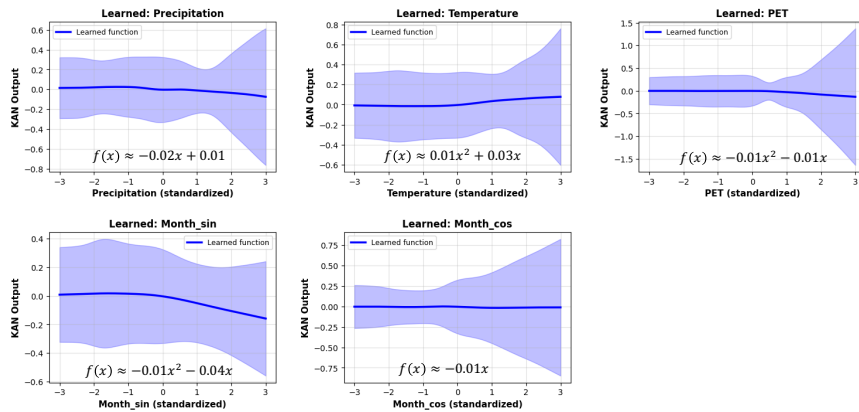 Learned: Precipitation
Learned function
KAN Output
0.6
0.4
0.2
0.0
−0.2
−0.4
−0.6
−0.8
f(x) ≈ −0.02x + 0.01
−3 −2 −1 0 1 2 3
Precipitation (standardized)
Learned: Temperature
Learned function
KAN Output
0.8
0.6
0.4
0.2
0.0
−0.2
−0.4
−0.6
f(x) ≈ 0.01x² + 0.03x
−3 −2 −1 0 1 2 3
Temperature (standardized)
Learned: PET
Learned function
KAN Output
1.5
1.0
0.5
0.0
−0.5
−1.0
−1.5
f(x) ≈ −0.01x² − 0.01x
−3 −2 −1 0 1 2 3
PET (standardized)
Learned: Month_sin
Learned function
KAN Output
0.4
0.2
0.0
−0.2
−0.4
−0.6
f(x) ≈ −0.01x² − 0.04x
−3 −2 −1 0 1 2 3
Month_sin (standardized)
Learned: Month_cos
Learned function
KAN Output
0.75
0.50
0.25
0.00
−0.25
−0.50
−0.75
f(x) ≈ −0.01x
−3 −2 −1 0 1 2 3
Month_cos (standardized)